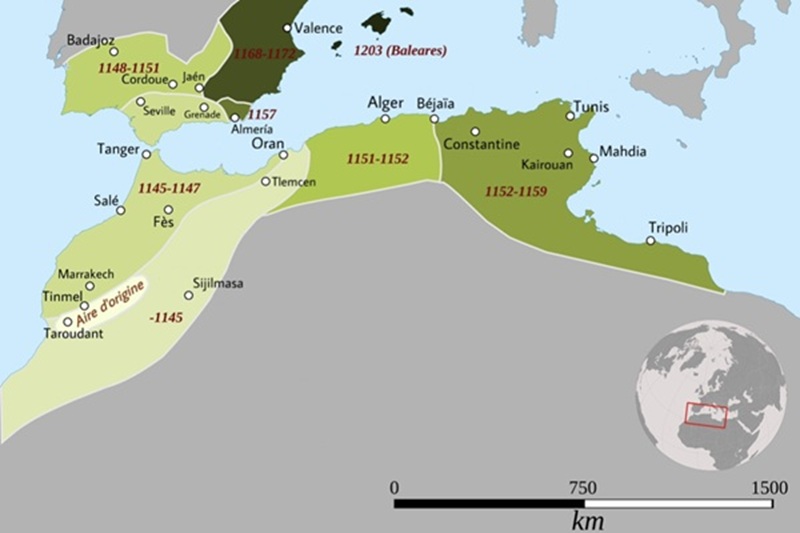 Valence
Badajoz
1168-1172
1203 (Baleares)
1148-1151
Cordoue
Jaén
Seville
Grenade
1157
Almería
Alger
Béjaïa
Tunis
Tanger
Oran
Constantine
1151-1152
Kairouan
Mahdia
Tlemcen
1145-1147
1152-1159
Salé
Fès
Tripoli
Marrakech
Sijilmasa
Tinmel
Aire d'origine
-1145
Taroudant
0 750 1500
km